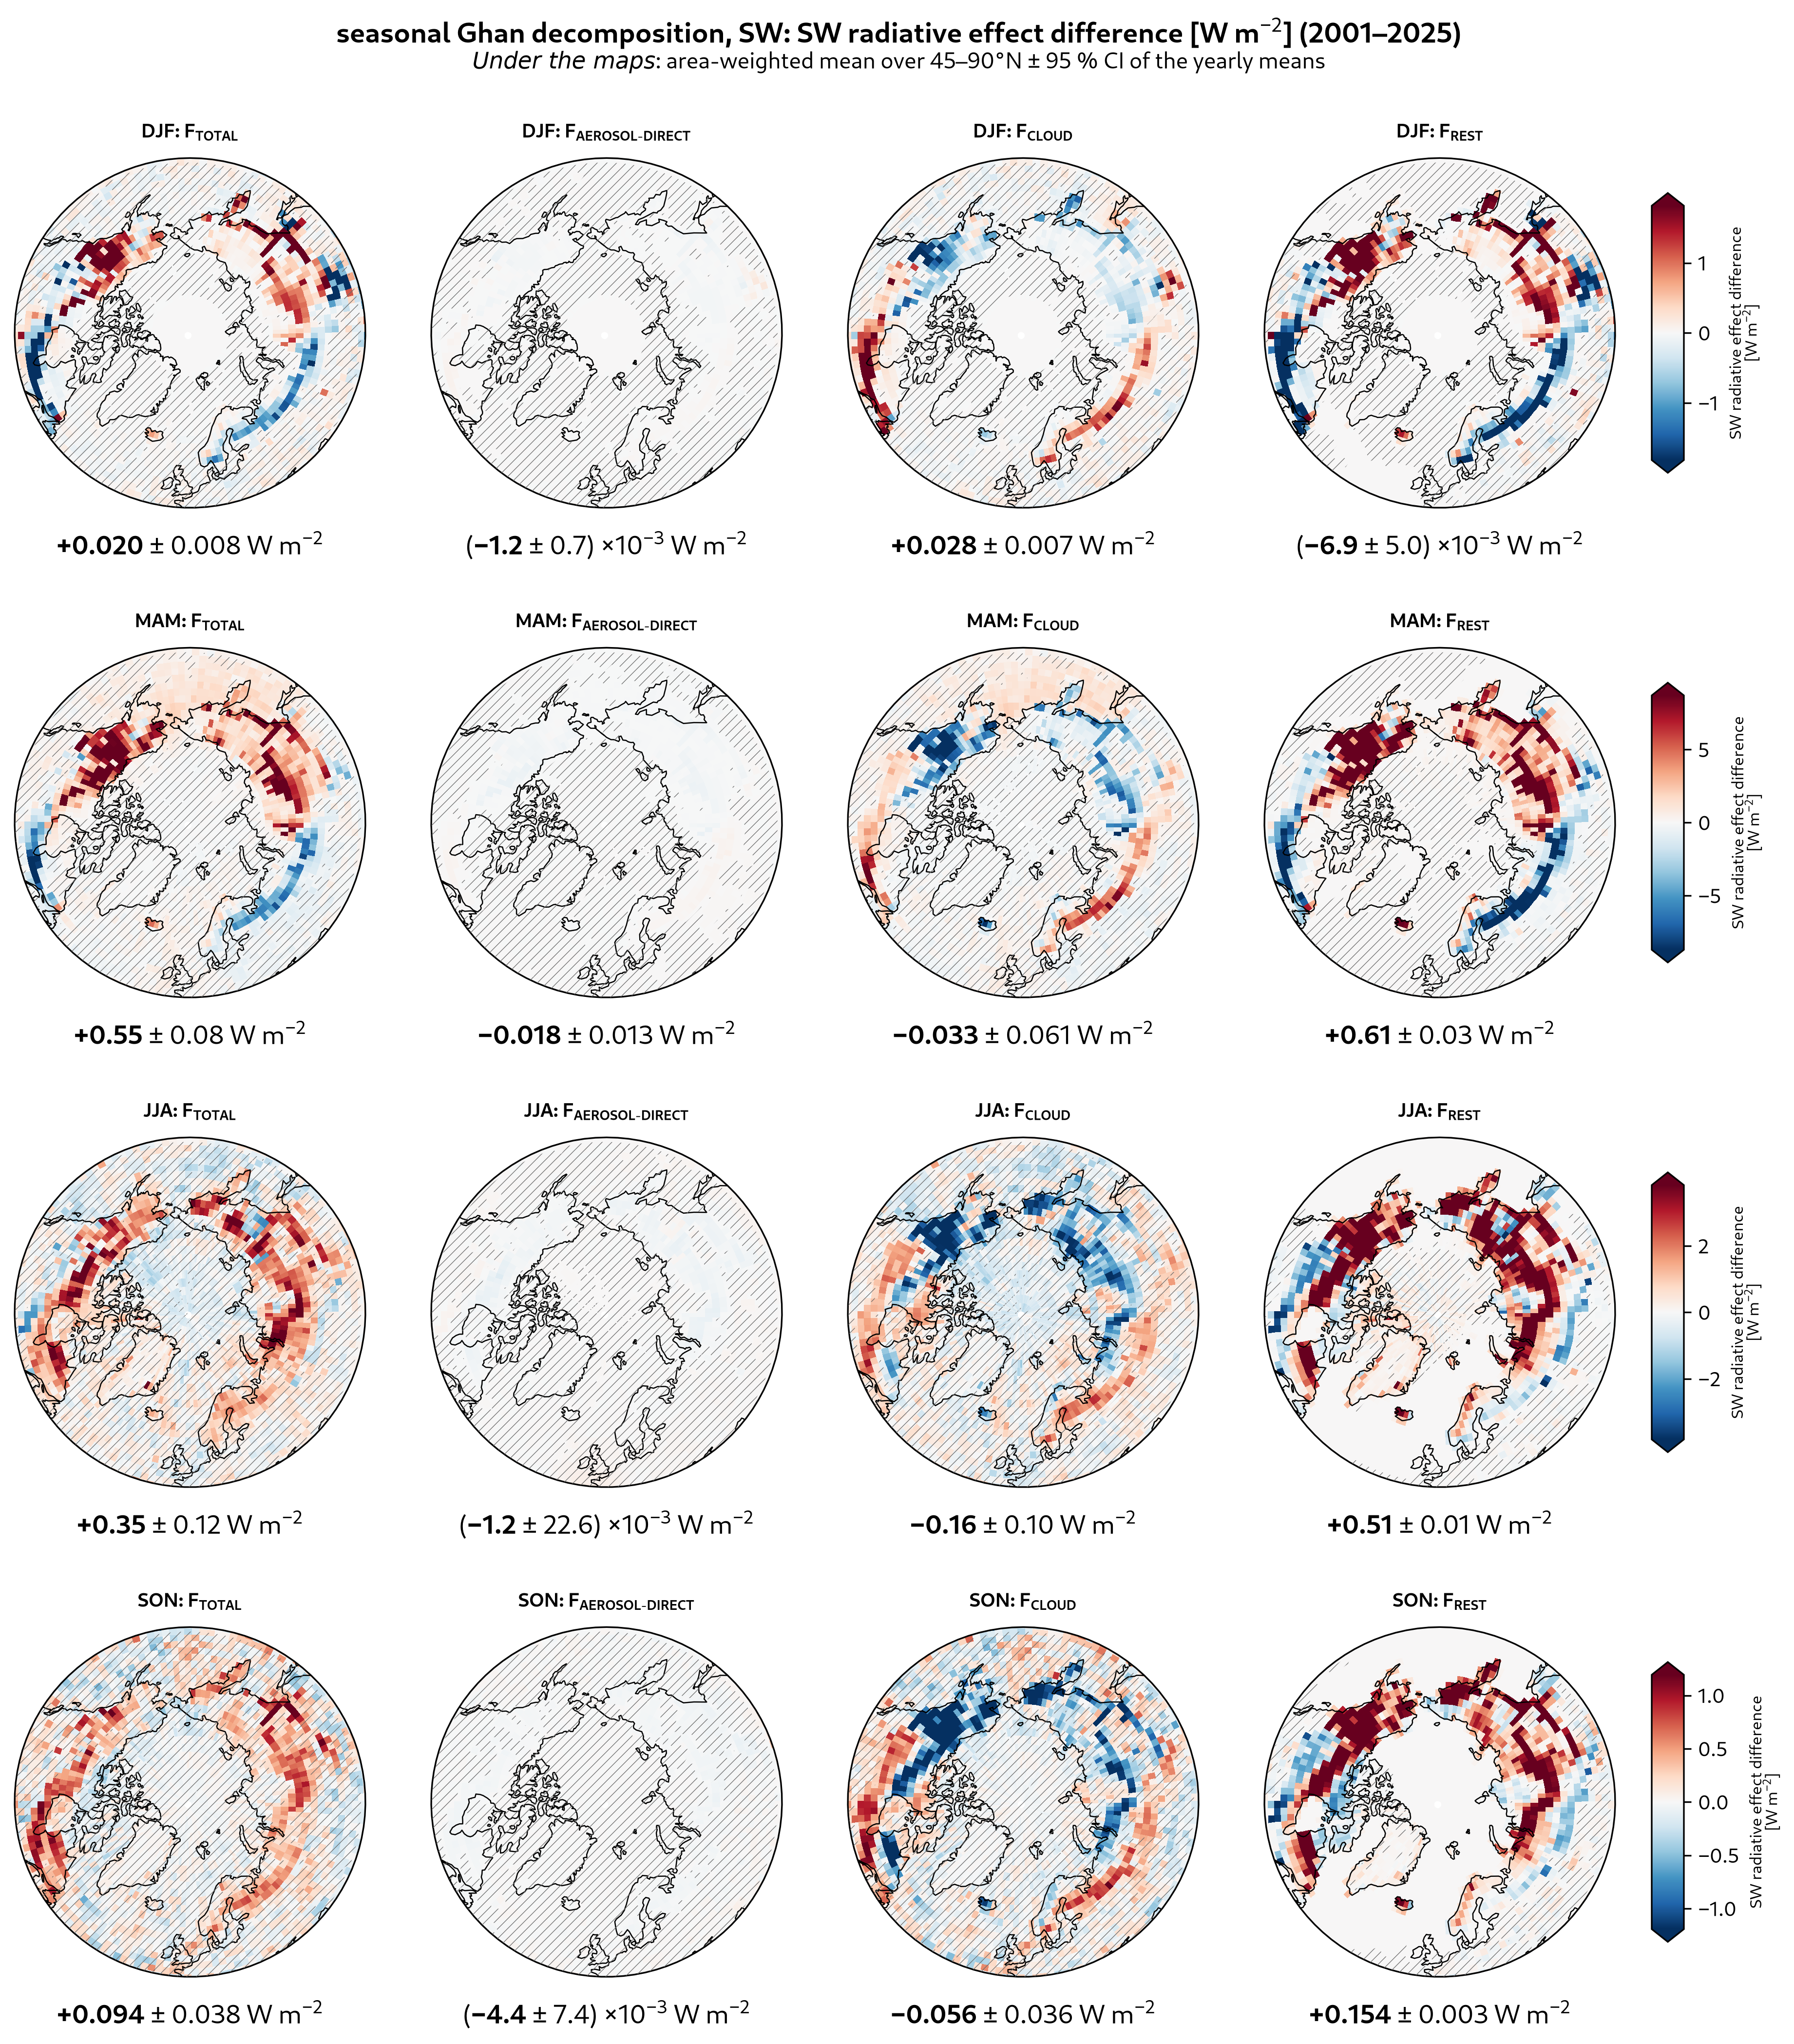 seasonal Ghan decomposition, SW: SW radiative effect difference [W m⁻²] (2001–2025)
Under the maps: area-weighted mean over 45–90°N ± 95 % CI of the yearly means
DJF: F_TOTAL
DJF: F_AEROSOL-DIRECT
DJF: F_CLOUD
DJF: F_REST
1
0
−1
SW radiative effect difference
[W m⁻²]
+0.020 ± 0.008 W m⁻²
(−1.2 ± 0.7) ×10⁻³ W m⁻²
+0.028 ± 0.007 W m⁻²
(−6.9 ± 5.0) ×10⁻³ W m⁻²
MAM: F_TOTAL
MAM: F_AEROSOL-DIRECT
MAM: F_CLOUD
MAM: F_REST
5
0
−5
SW radiative effect difference
[W m⁻²]
+0.55 ± 0.08 W m⁻²
−0.018 ± 0.013 W m⁻²
−0.033 ± 0.061 W m⁻²
+0.61 ± 0.03 W m⁻²
JJA: F_TOTAL
JJA: F_AEROSOL-DIRECT
JJA: F_CLOUD
JJA: F_REST
2
0
−2
SW radiative effect difference
[W m⁻²]
+0.35 ± 0.12 W m⁻²
(−1.2 ± 22.6) ×10⁻³ W m⁻²
−0.16 ± 0.10 W m⁻²
+0.51 ± 0.01 W m⁻²
SON: F_TOTAL
SON: F_AEROSOL-DIRECT
SON: F_CLOUD
SON: F_REST
1.0
0.5
0.0
−0.5
−1.0
SW radiative effect difference
[W m⁻²]
+0.094 ± 0.038 W m⁻²
(−4.4 ± 7.4) ×10⁻³ W m⁻²
−0.056 ± 0.036 W m⁻²
+0.154 ± 0.003 W m⁻²